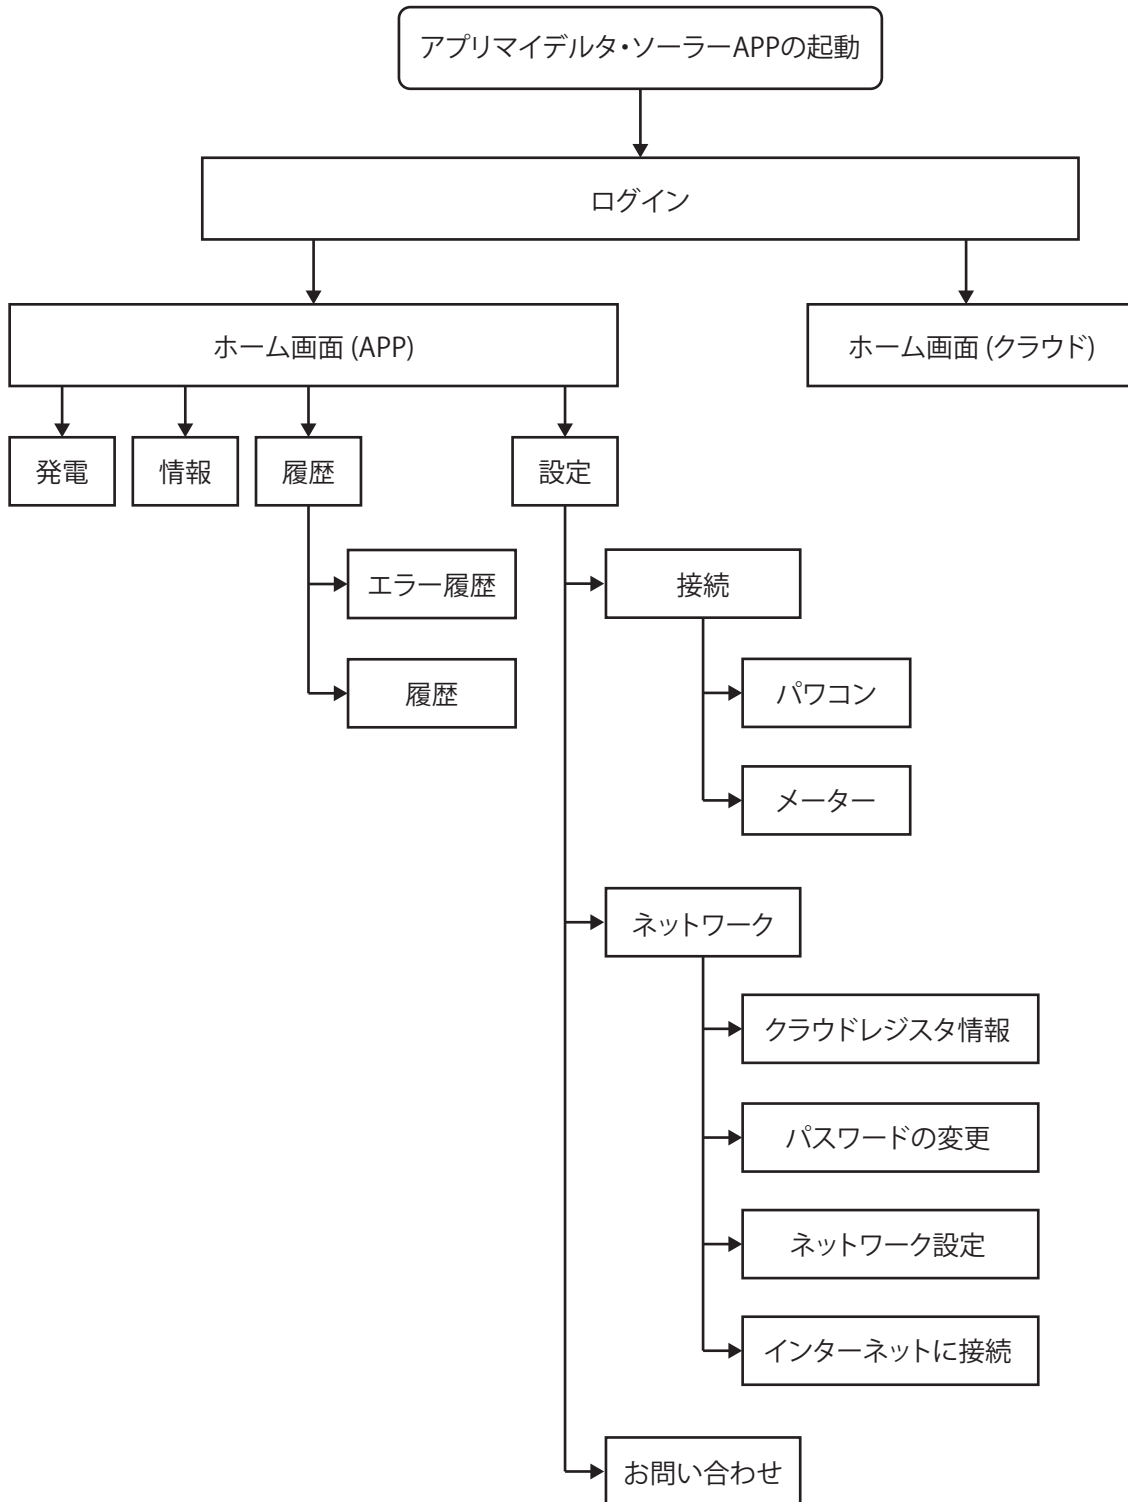 アプリマイデルタ・ソーラーAPPの起動
ログイン
ホーム画面 (APP)
ホーム画面 (クラウド)
発電
情報
履歴
設定
エラー履歴
履歴
接続
パワコン
メーター
ネットワーク
クラウドレジスタ情報
パスワードの変更
ネットワーク設定
インターネットに接続
お問い合わせ